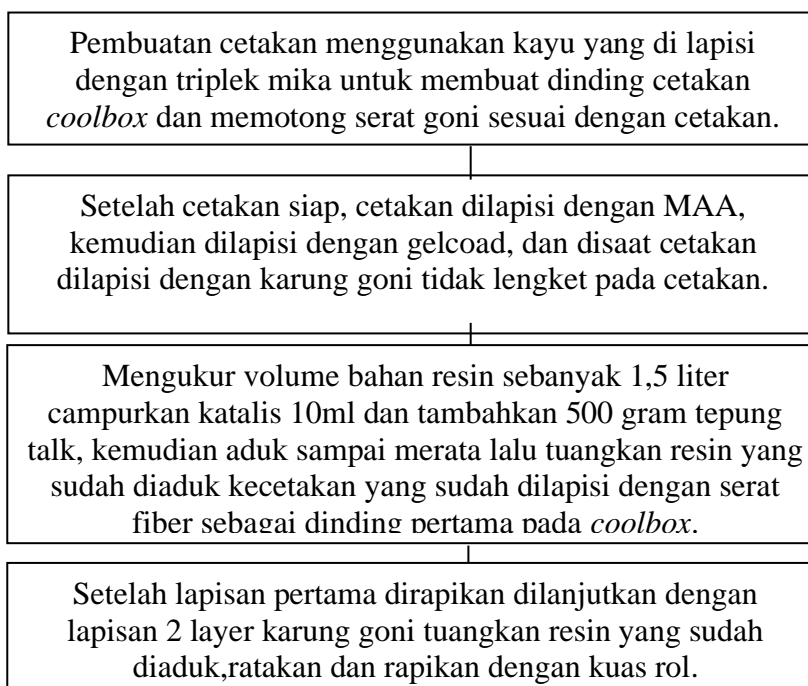 Pembuatan cetakan menggunakan kayu yang di lapisi
dengan triplek mika untuk membuat dinding cetakan
coolbox dan memotong serat goni sesuai dengan cetakan.
Setelah cetakan siap, cetakan dilapisi dengan MAA,
kemudian dilapisi dengan gelcoad, dan disaat cetakan
dilapisi dengan karung goni tidak lengket pada cetakan.
Mengukur volume bahan resin sebanyak 1,5 liter
campurkan katalis 10ml dan tambahkan 500 gram tepung
talk, kemudian aduk sampai merata lalu tuangkan resin yang
sudah diaduk kecetakan yang sudah dilapisi dengan serat
fiber sebagai dinding pertama pada coolbox.
Setelah lapisan pertama dirapikan dilanjutkan dengan
lapisan 2 layer karung goni tuangkan resin yang sudah
diaduk,ratakan dan rapikan dengan kuas rol.